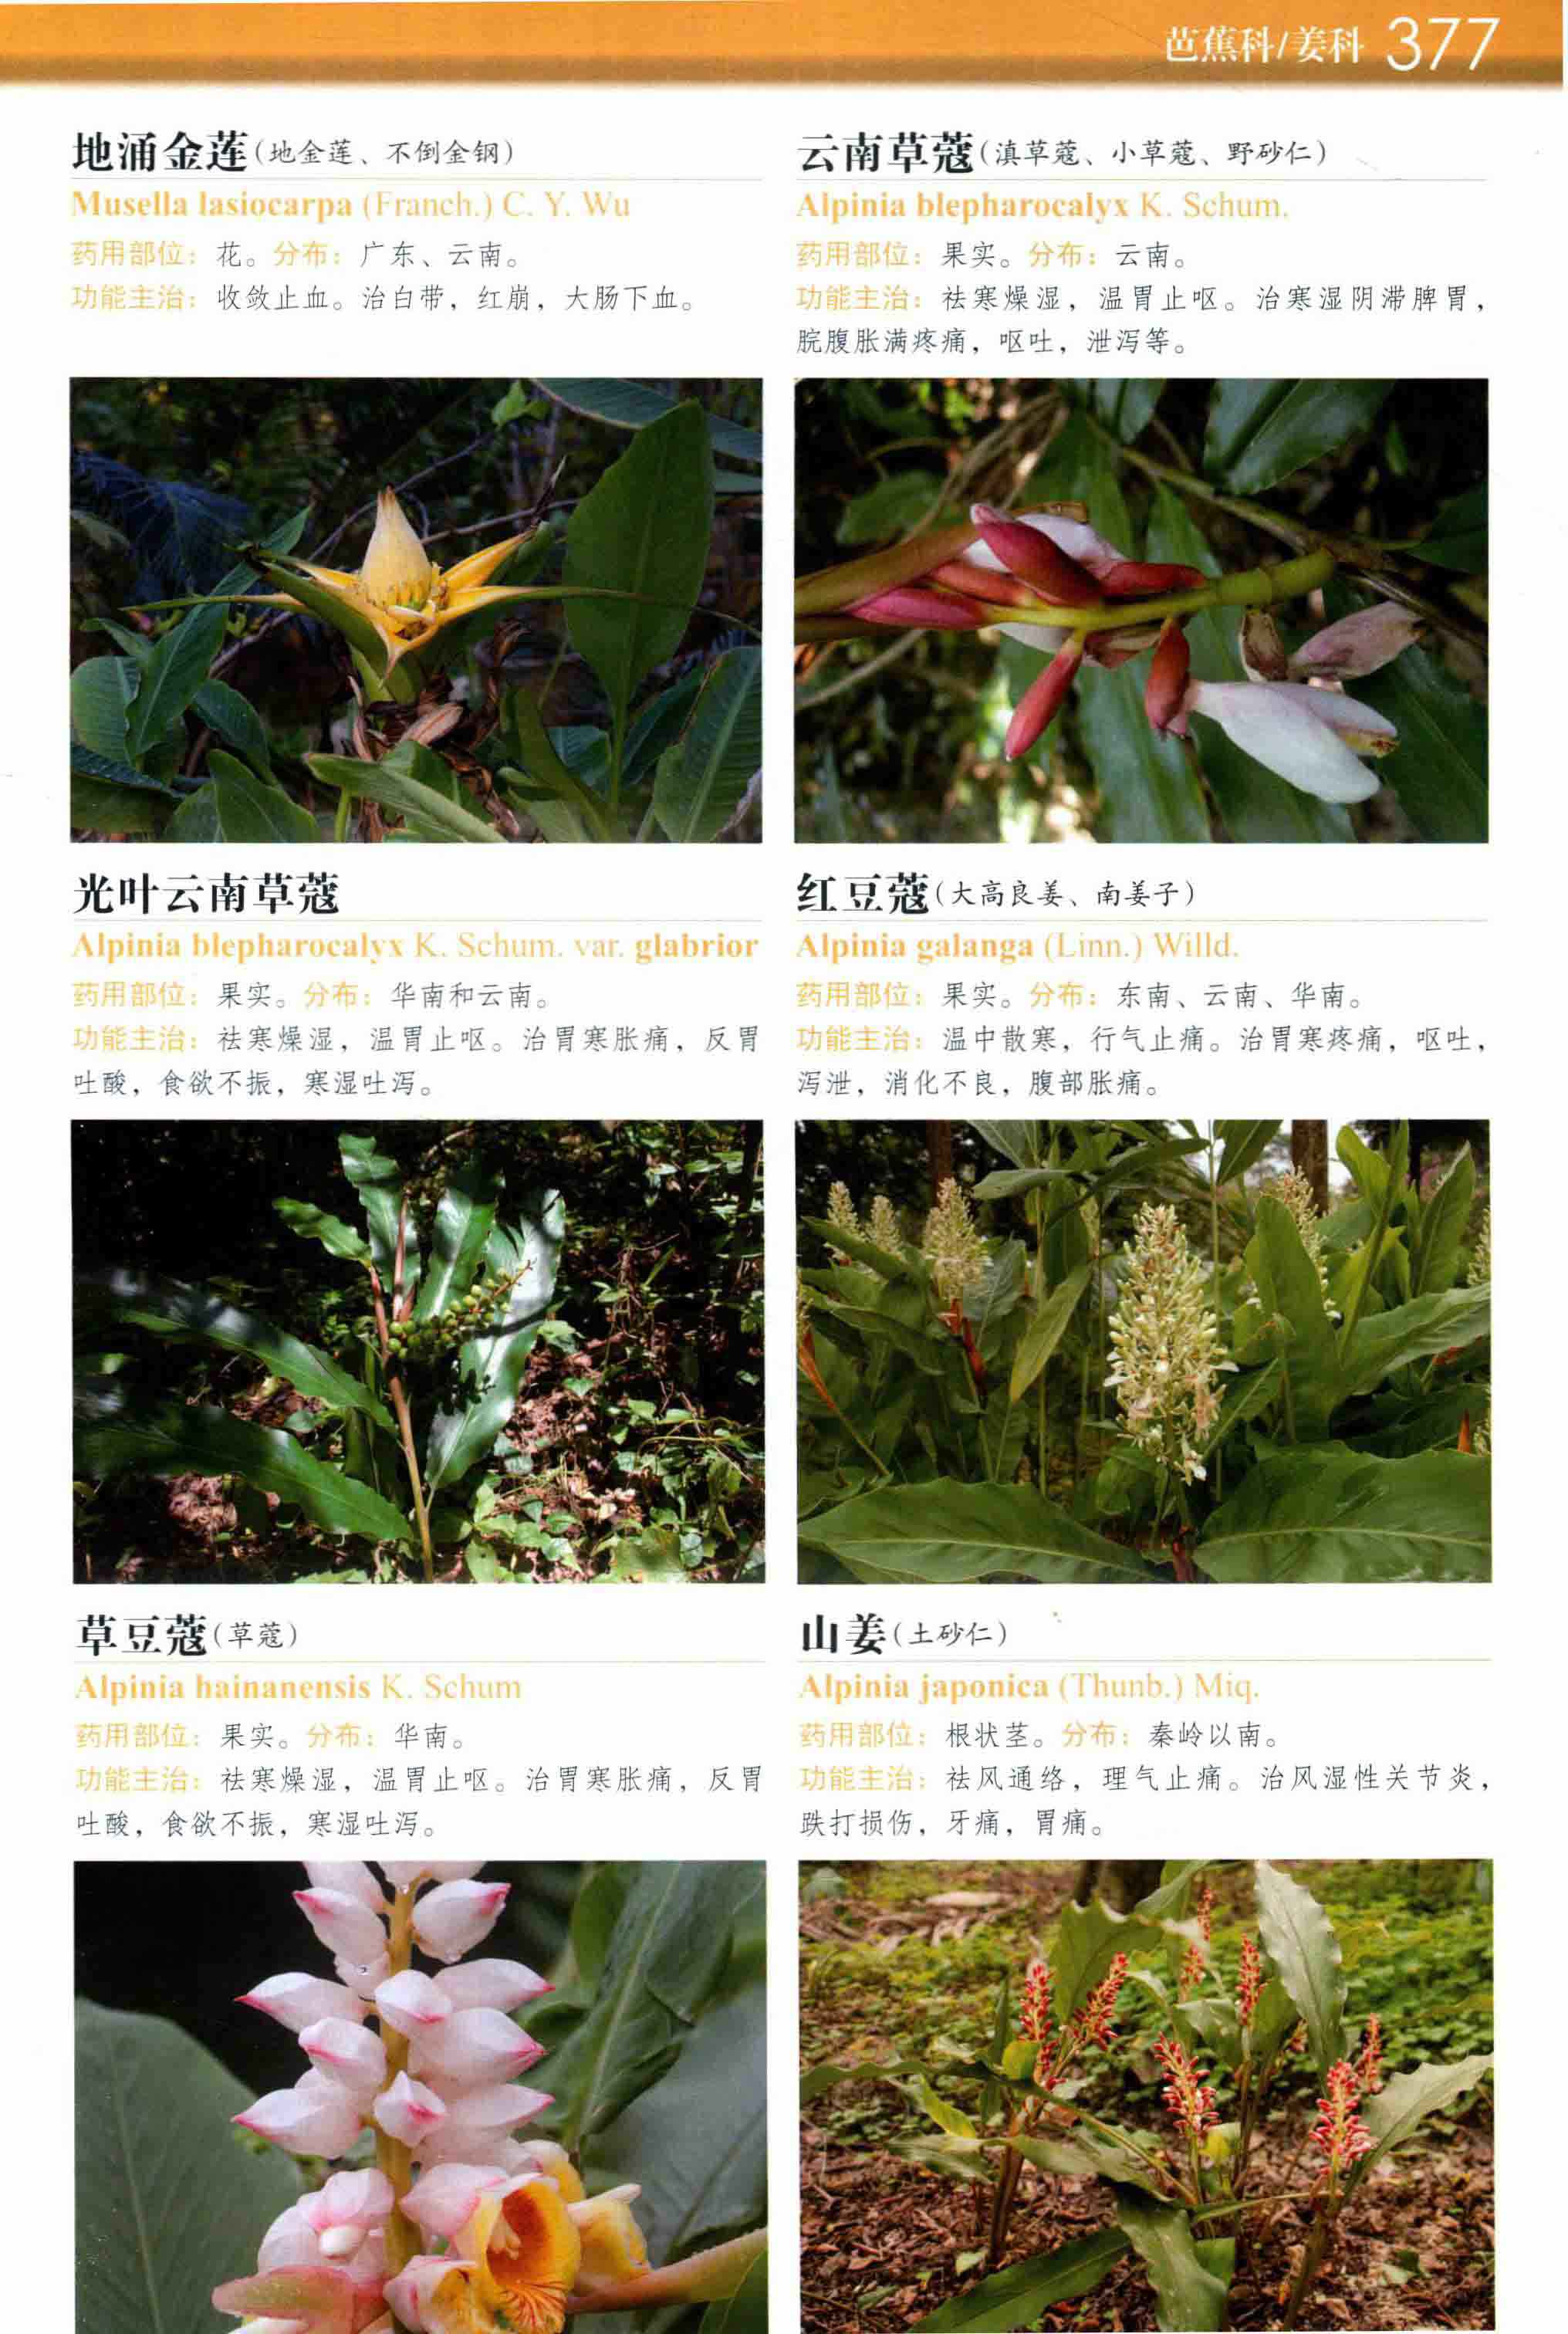 芭蕉科/姜科 377
地涌金莲(地金莲、不倒金钢)
Musella lasiocarpa (Franch.) C. Y. Wu
药用部位：花。分布：广东、云南。
功能主治：收敛止血。治白带，红崩，大肠下血。
云南草蔻(滇草蔻、小草蔻、野砂仁)
Alpinia blepharocalyx K. Schum.
药用部位：果实。分布：云南。
功能主治：祛寒燥湿，温胃止呕。治寒湿阴滞脾胃，
脘腹胀满疼痛，呕吐，泄泻等。
光叶云南草蔻
Alpinia blepharocalyx K. Schum. var. glabrior
药用部位：果实。分布：华南和云南。
功能主治：祛寒燥湿，温胃止呕。治胃寒胀痛，反胃
吐酸，食欲不振，寒湿吐泻。
红豆蔻(大高良姜、南姜子)
Alpinia galanga (Linn.) Willd.
药用部位：果实。分布：东南、云南、华南。
功能主治：温中散寒，行气止痛。治胃寒疼痛，呕吐，
泻泄，消化不良，腹部胀痛。
草豆蔻(草蔻)
Alpinia hainanensis K. Schum
药用部位：果实。分布：华南。
功能主治：祛寒燥湿，温胃止呕。治胃寒胀痛，反胃
吐酸，食欲不振，寒湿吐泻。
山姜(土砂仁)
Alpinia japonica (Thunb.) Miq.
药用部位：根状茎。分布：秦岭以南。
功能主治：祛风通络，理气止痛。治风湿性关节炎，
跌打损伤，牙痛，胃痛。